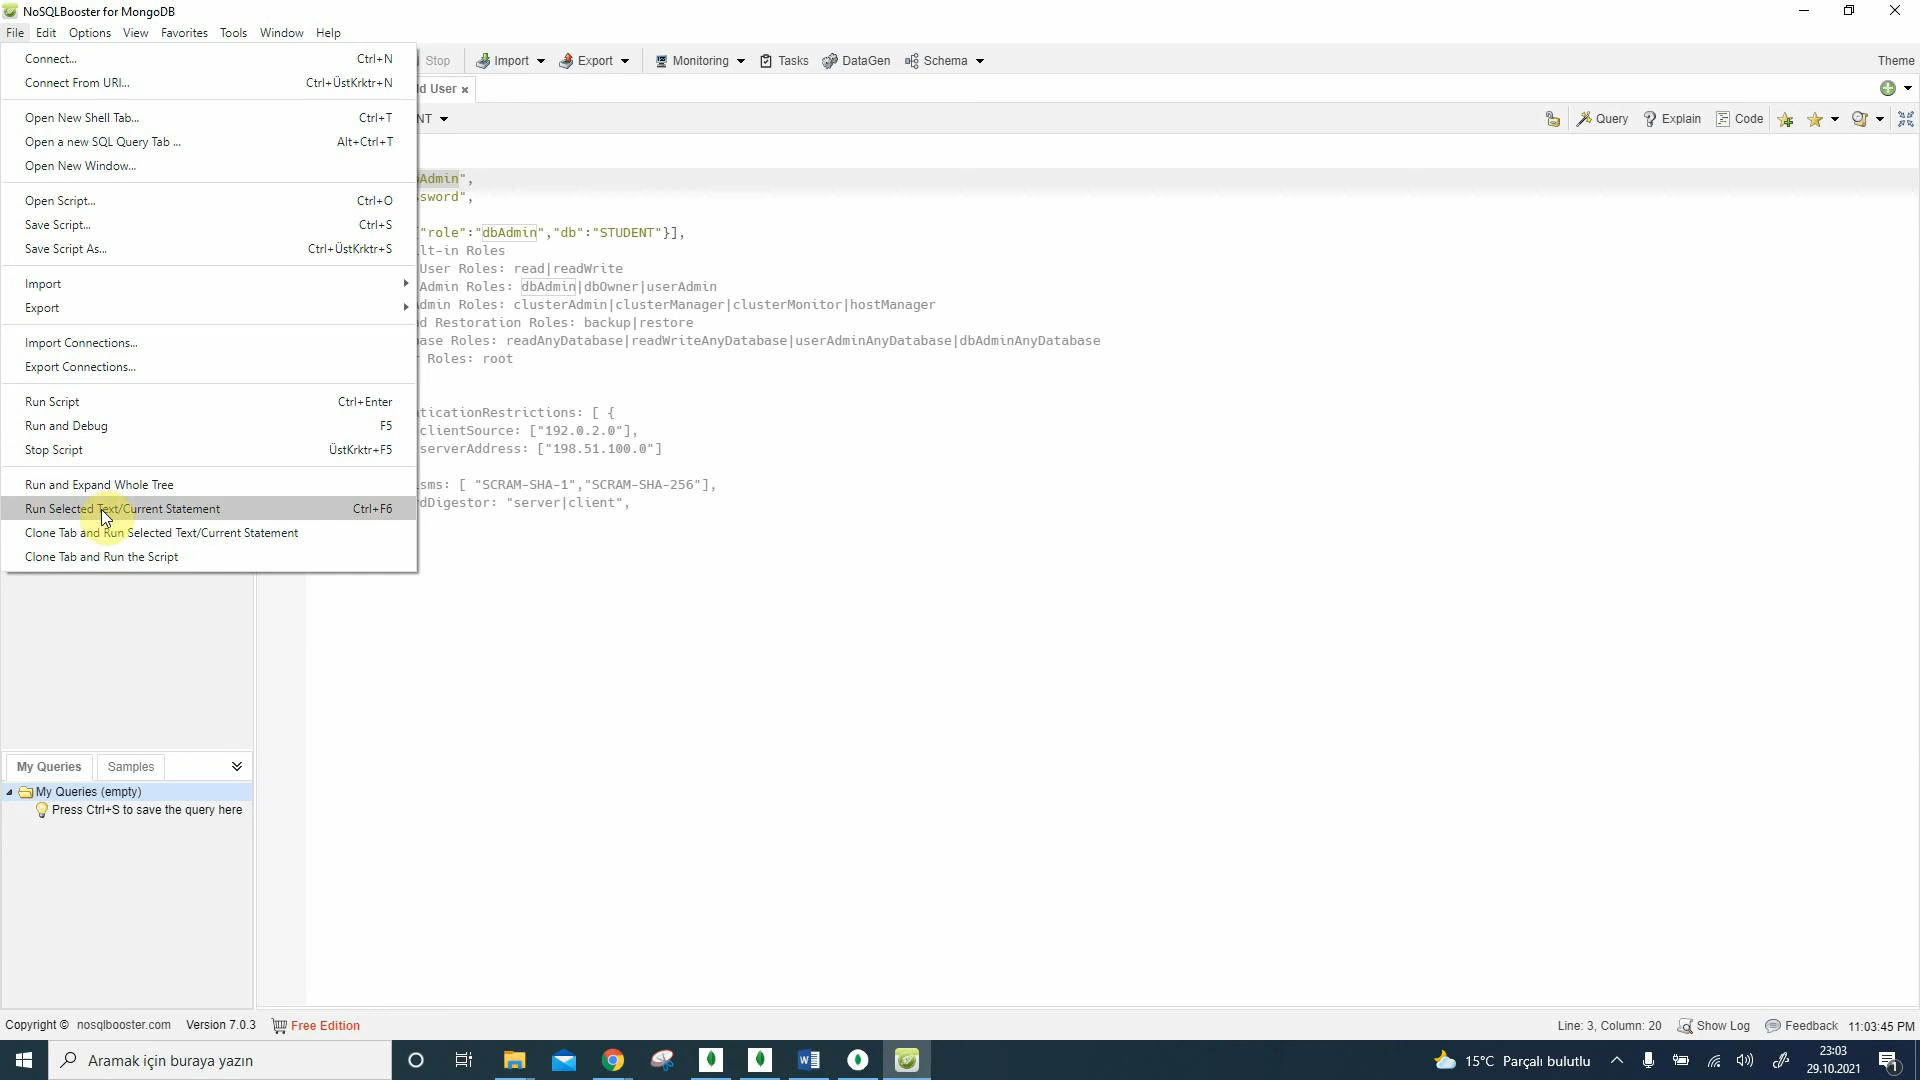 NoSQLBooster for MongoDB
File Edit Options View Favorites Tools Window Help
Connect... Ctrl+N
Connect From URI... Ctrl+ÜstKrktr+N
Open New Shell Tab... Ctrl+T
Open a new SQL Query Tab ... Alt+Ctrl+T
Open New Window...
Open Script... Ctrl+O
Save Script... Ctrl+S
Save Script As... Ctrl+ÜstKrktr+S
Import
Export
Import Connections...
Export Connections...
Run Script Ctrl+Enter
Run and Debug F5
Stop Script ÜstKrktr+F5
Run and Expand Whole Tree
Run Selected Text/Current Statement Ctrl+F6
Clone Tab and Run Selected Text/Current Statement
Clone Tab and Run the Script
Stop Import Export Monitoring Tasks DataGen Schema Theme
d User
NT Query Explain Code
Admin",
sword",
"role":"dbAdmin","db":"STUDENT"}],
lt-in Roles
User Roles: read|readWrite
Admin Roles: dbAdmin|dbOwner|userAdmin
dmin Roles: clusterAdmin|clusterManager|clusterMonitor|hostManager
d Restoration Roles: backup|restore
ase Roles: readAnyDatabase|readWriteAnyDatabase|userAdminAnyDatabase|dbAdminAnyDatabase
Roles: root
ticationRestrictions: [ {
clientSource: ["192.0.2.0"],
serverAddress: ["198.51.100.0"]
sms: [ "SCRAM-SHA-1","SCRAM-SHA-256"],
dDigestor: "server|client",
My Queries Samples
My Queries (empty)
Press Ctrl+S to save the query here
Copyright © nosqlbooster.com Version 7.0.3 Free Edition Line: 3, Column: 20 Show Log Feedback 11:03:45 PM
Aramak için buraya yazın 15°C Parçalı bulutlu 23:03
29.10.2021 1